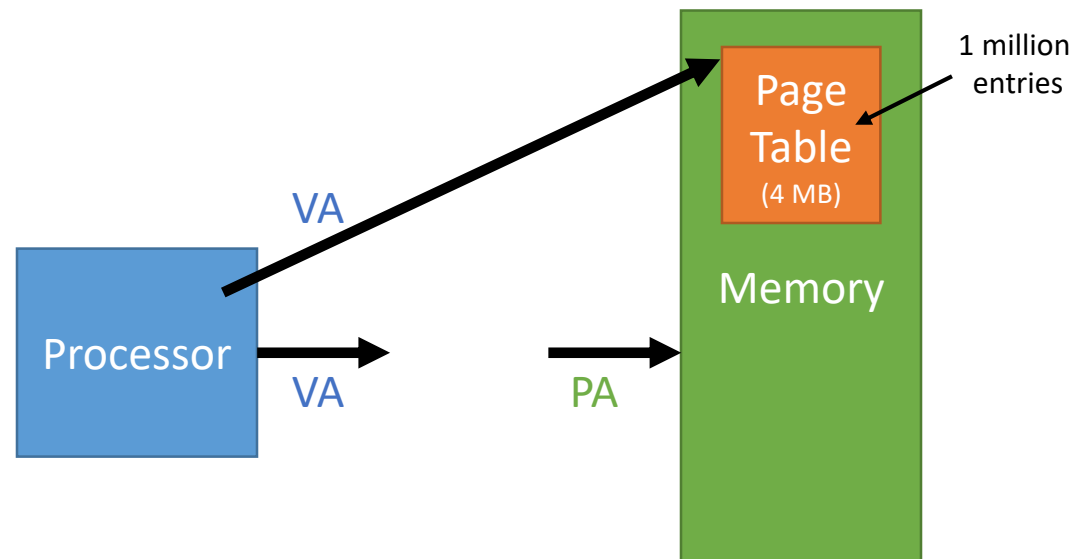 1 million
entries
Page
Table
(4 MB)
VA
Memory
Processor
VA
PA